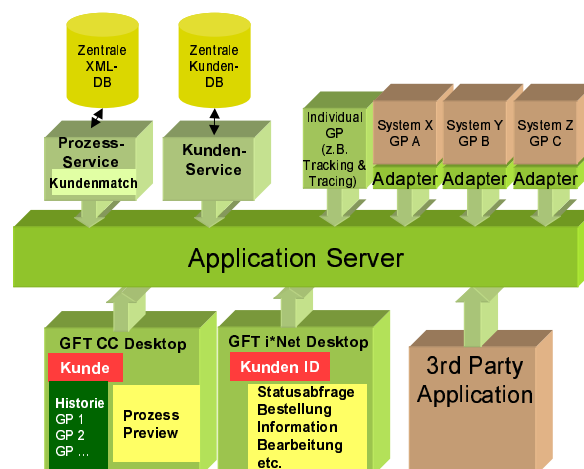 Zentrale
XML-
DB
Zentrale
Kunden-
DB
Prozess-
Service
Kundenmatch
Kunden-
Service
Individual
GP
(z.B.
Tracking &
Tracing)
System X
GP A
Adapter
System Y
GP B
Adapter
System Z
GP C
Adapter
Application Server
GFT CC Desktop
Kunde
Historie
GP 1
GP 2
GP ...
Prozess
Preview
GFT i*Net Desktop
Kunden ID
Statusabfrage
Bestellung
Information
Bearbeitung
etc.
3rd Party
Application